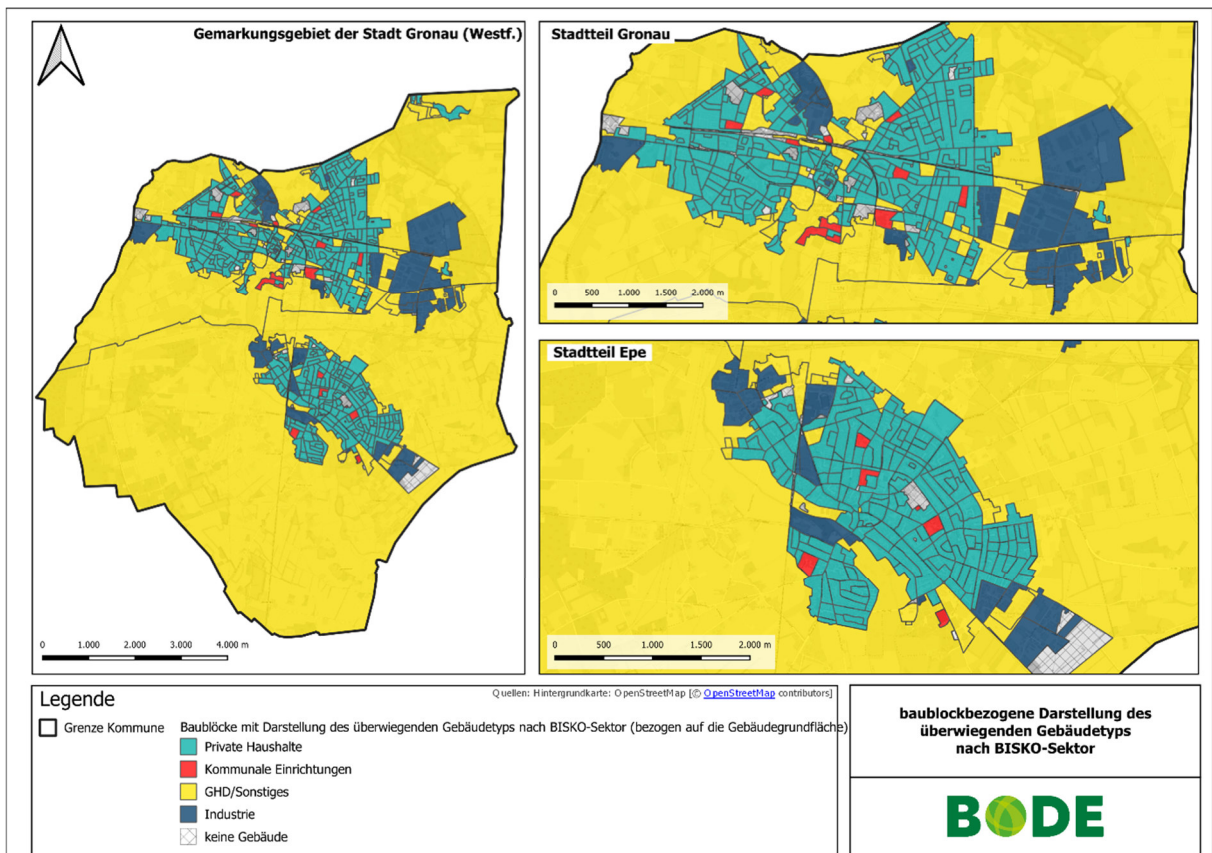 Gemarkungsgebiet der Stadt Gronau (Westf.)
0 1.000 2.000 3.000 4.000 m
Stadtteil Gronau
0 500 1.000 1.500 2.000 m
Stadtteil Epe
0 500 1.000 1.500 2.000 m
Legende
Quellen: Hintergrundkarte: OpenStreetMap [© OpenStreetMap contributors]
Grenze Kommune
Baublöcke mit Darstellung des überwiegenden Gebäudetyps nach BISKO-Sektor (bezogen auf die Gebäudegrundfläche)
Private Haushalte
Kommunale Einrichtungen
GHD/Sonstiges
Industrie
keine Gebäude
baublockbezogene Darstellung des
überwiegenden Gebäudetyps
nach BISKO-Sektor
BODE